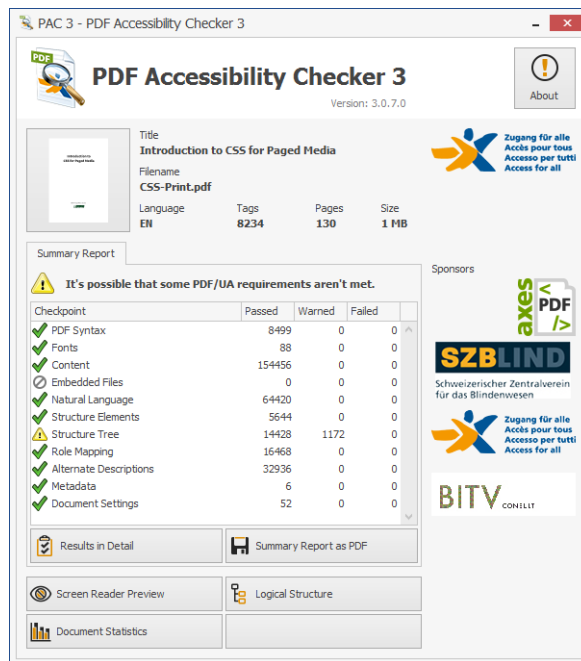 PAC 3 - PDF Accessibility Checker 3
PDF
PDF Accessibility Checker 3
Version: 3.0.7.0
About
Title
Introduction to CSS for Paged Media
Filename
CSS-Print.pdf
Language Tags Pages Size
EN 8234 130 1 MB
Introduction to
CSS for Paged Media
Zugang für alle
Accès pour tous
Accesso per tutti
Access for all
Summary Report
It's possible that some PDF/UA requirements aren't met.
Checkpoint Passed Warned Failed
PDF Syntax 8499 0 0
Fonts 88 0 0
Content 154456 0 0
Embedded Files 0 0 0
Natural Language 64420 0 0
Structure Elements 5644 0 0
Structure Tree 14428 1172 0
Role Mapping 16468 0 0
Alternate Descriptions 32936 0 0
Metadata 6 0 0
Document Settings 52 0 0
Results in Detail
Summary Report as PDF
Screen Reader Preview
Logical Structure
Document Statistics
Sponsors
axes
<
PDF
/>
SZBLIND
Schweizerischer Zentralverein
für das Blindenwesen
Zugang für alle
Accès pour tous
Accesso per tutti
Access for all
BITV CONSULT